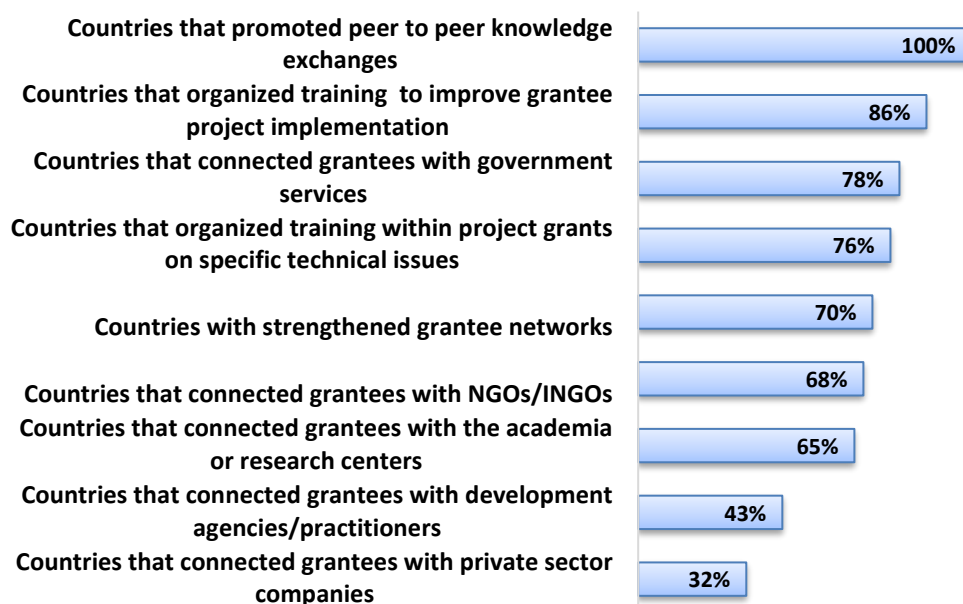 Countries that promoted peer to peer knowledge
exchanges
100%
Countries that organized training  to improve grantee
project implementation
86%
Countries that connected grantees with government
services
78%
Countries that organized training within project grants
on specific technical issues
76%
Countries with strengthened grantee networks
70%
Countries that connected grantees with NGOs/INGOs
68%
Countries that connected grantees with the academia
or research centers
65%
Countries that connected grantees with development
agencies/practitioners
43%
Countries that connected grantees with private sector
companies
32%